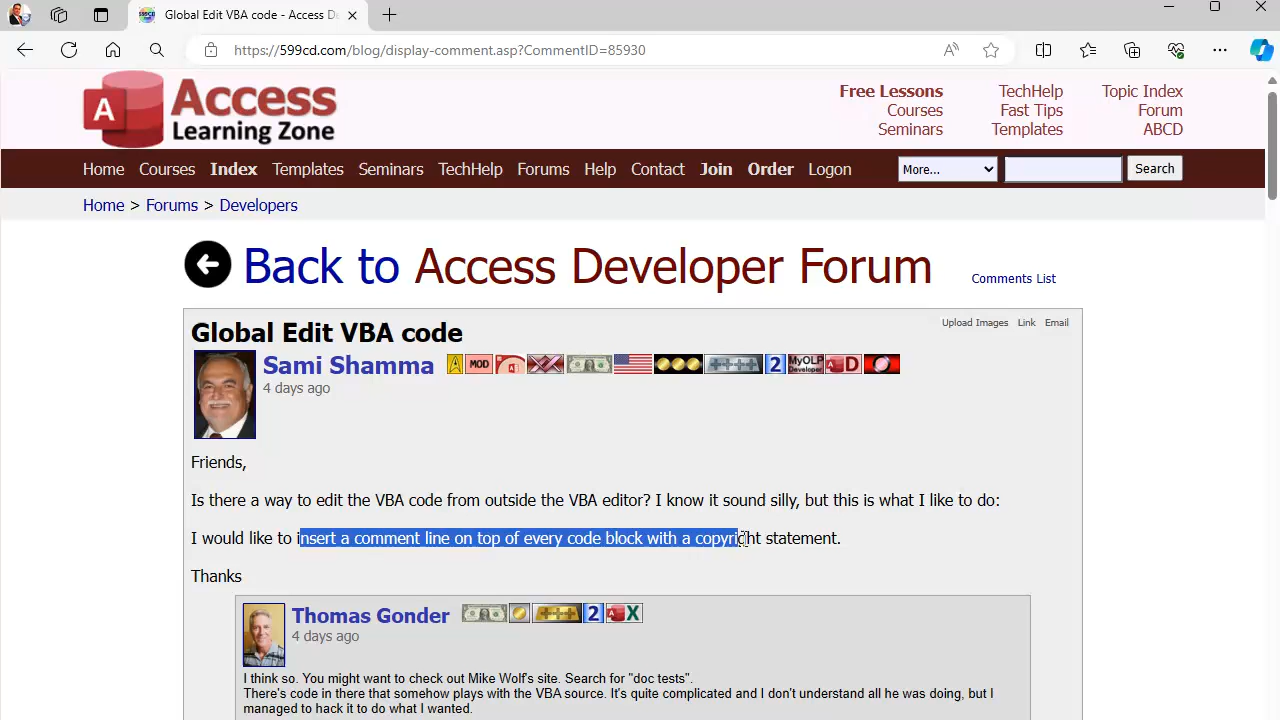 Global Edit VBA code - Access D
https://599cd.com/blog/display-comment.asp?CommentID=85930
Access
Learning Zone
Free Lessons
Courses
Seminars
TechHelp
Fast Tips
Templates
Topic Index
Forum
ABCD
Home Courses Index Templates Seminars TechHelp Forums Help Contact Join Order Logon More... Search
Home > Forums > Developers
Back to Access Developer Forum Comments List
Upload Images Link Email
Global Edit VBA code
Sami Shamma MOD 2 MyOLP Developer D
4 days ago
Friends,
Is there a way to edit the VBA code from outside the VBA editor? I know it sound silly, but this is what I like to do:
I would like to insert a comment line on top of every code block with a copyright statement.
Thanks
Thomas Gonder 2 A X
4 days ago
I think so. You might want to check out Mike Wolf's site. Search for "doc tests".
There's code in there that somehow plays with the VBA source. It's quite complicated and I don't understand all he was doing, but I
managed to hack it to do what I wanted.